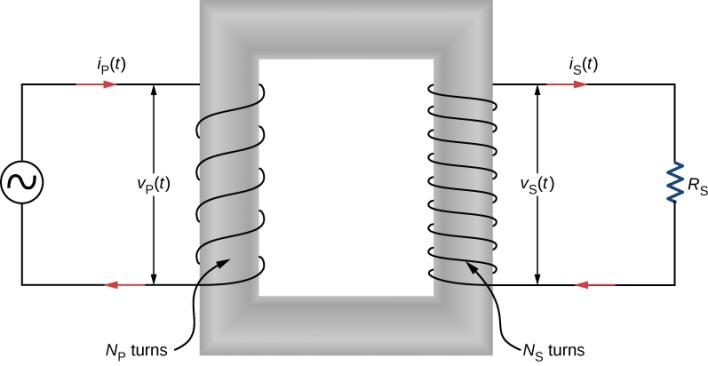 iP(t)
iS(t)
vP(t)
vS(t)
RS
NP turns
NS turns